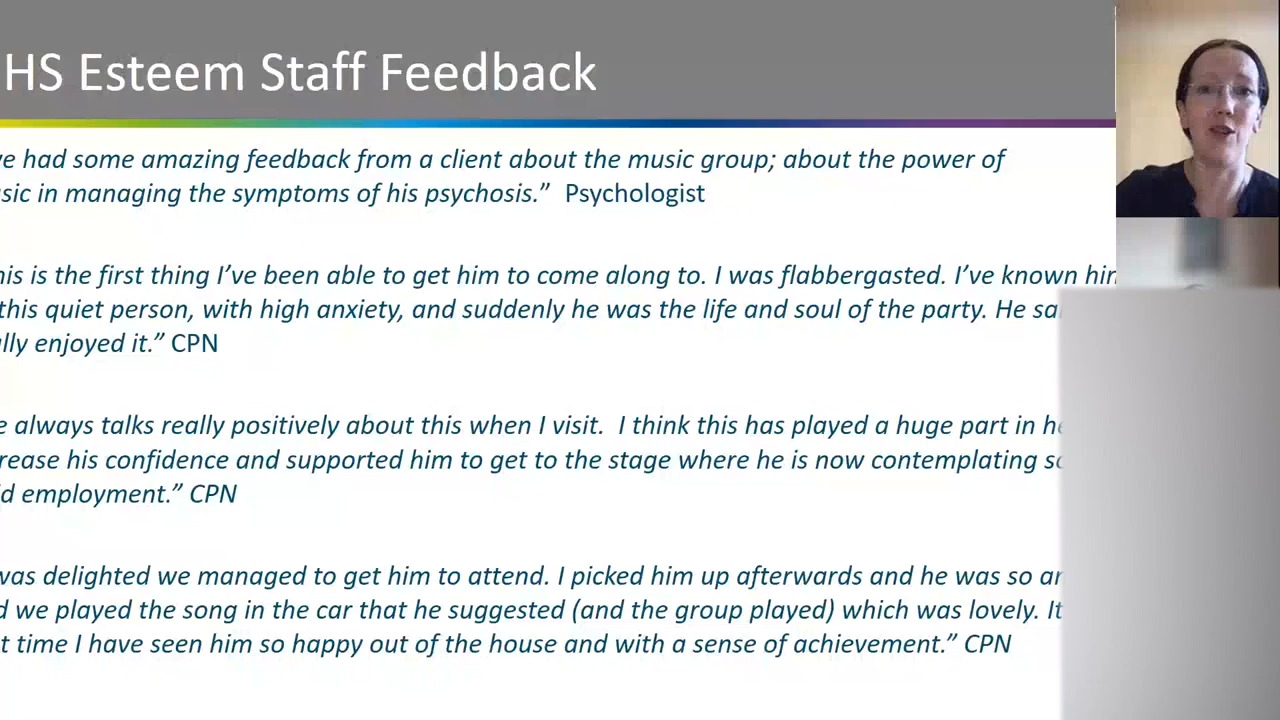 HS Esteem Staff Feedback
ve had some amazing feedback from a client about the music group; about the power of
sic in managing the symptoms of his psychosis.” Psychologist
his is the first thing I’ve been able to get him to come along to. I was flabbergasted. I’ve known him
this quiet person, with high anxiety, and suddenly he was the life and soul of the party. He sa
lly enjoyed it.” CPN
e always talks really positively about this when I visit. I think this has played a huge part in he
rease his confidence and supported him to get to the stage where he is now contemplating so
id employment.” CPN
was delighted we managed to get him to attend. I picked him up afterwards and he was so an
d we played the song in the car that he suggested (and the group played) which was lovely. It
t time I have seen him so happy out of the house and with a sense of achievement.” CPN